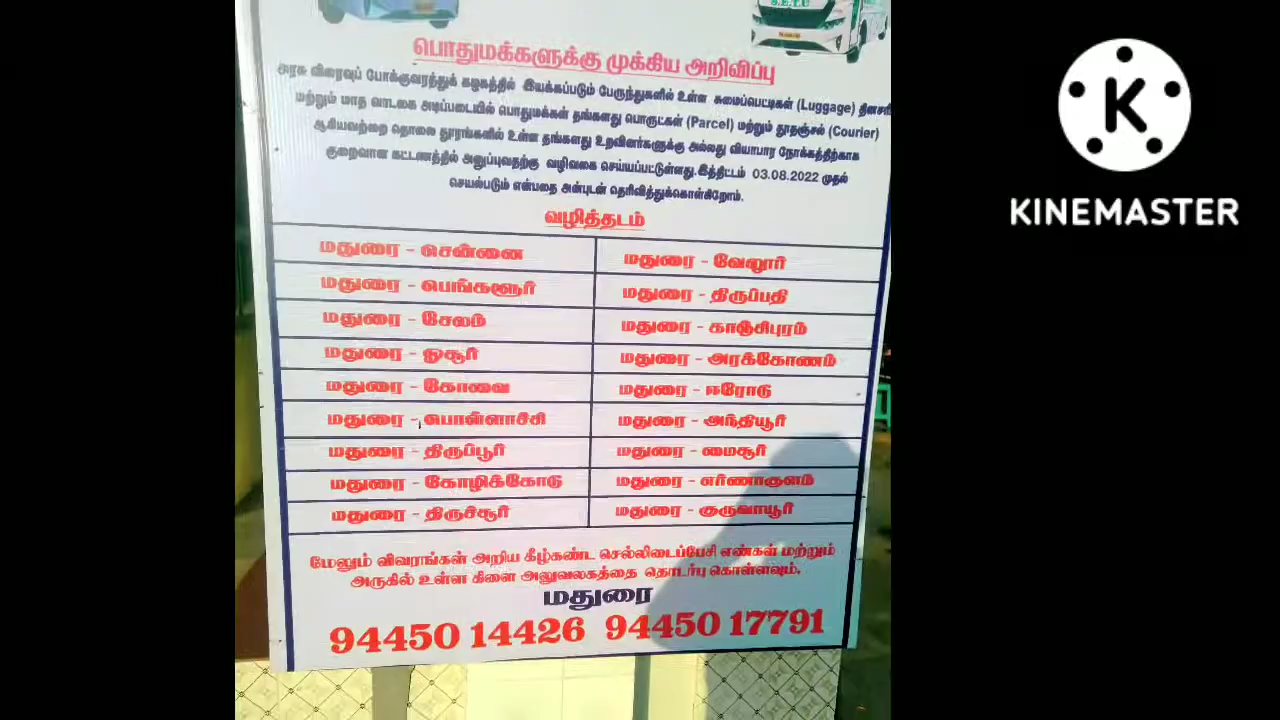 S.E.T.C
பொதுமக்களுக்கு முக்கிய அறிவிப்பு
அரசு விரைவுப் போக்குவரத்துக் கழகத்தில் இயக்கப்படும் பேருந்துகளில் உள்ள சுமைப்பெட்டிகள் (Luggage) தினசரி
மற்றும் மாத வாடகை அடிப்படையில் பொதுமக்கள் தங்களது பொருட்கள் (Parcel) மற்றும் தூதஞ்சல் (Courier)
ஆகியவற்றை தொலை தூரங்களில் உள்ள தங்களது உறவினர்களுக்கு அல்லது வியாபார நோக்கத்திற்காக
குறைவான கட்டணத்தில் அனுப்புவதற்கு வழிவகை செய்யப்பட்டுள்ளது.இத்திட்டம் 03.08.2022 முதல்
செயல்படும் என்பதை அன்புடன் தெரிவித்துக்கொள்கிறோம்.
வழித்தடம்
மதுரை - சென்னை மதுரை - வேலூர்
மதுரை - பெங்களூர் மதுரை - திருப்பதி
மதுரை - சேலம் மதுரை - காஞ்சிபுரம்
மதுரை - ஓசூர் மதுரை - அரக்கோணம்
மதுரை - கோவை மதுரை - ஈரோடு
மதுரை - பொள்ளாச்சி மதுரை - அந்தியூர்
மதுரை - திருப்பூர் மதுரை - மைசூர்
மதுரை - கோழிக்கோடு மதுரை - எர்ணாகுளம்
மதுரை - திருச்சூர் மதுரை - குருவாயூர்
மேலும் விவரங்கள் அறிய கீழ்கண்ட செல்லிடைப்பேசி எண்கள் மற்றும்
அருகில் உள்ள கிளை அலுவலகத்தை தொடர்பு கொள்ளவும்.
மதுரை
94450 14426 94450 17791
K
KINEMASTER